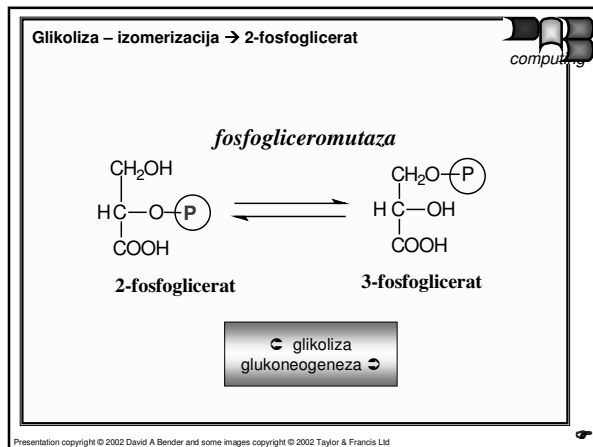 Glikoliza – izomerizacija → 2-fosfoglicerat
computing
fosfogliceromutaza
CH₂OH
HC—O—P
COOH
2-fosfoglicerat
CH₂O—P
HC—OH
COOH
3-fosfoglicerat
➲ glikoliza
glukoneogeneza ➲
Presentation copyright © 2002 David A Bender and some images copyright © 2002 Taylor & Francis Ltd